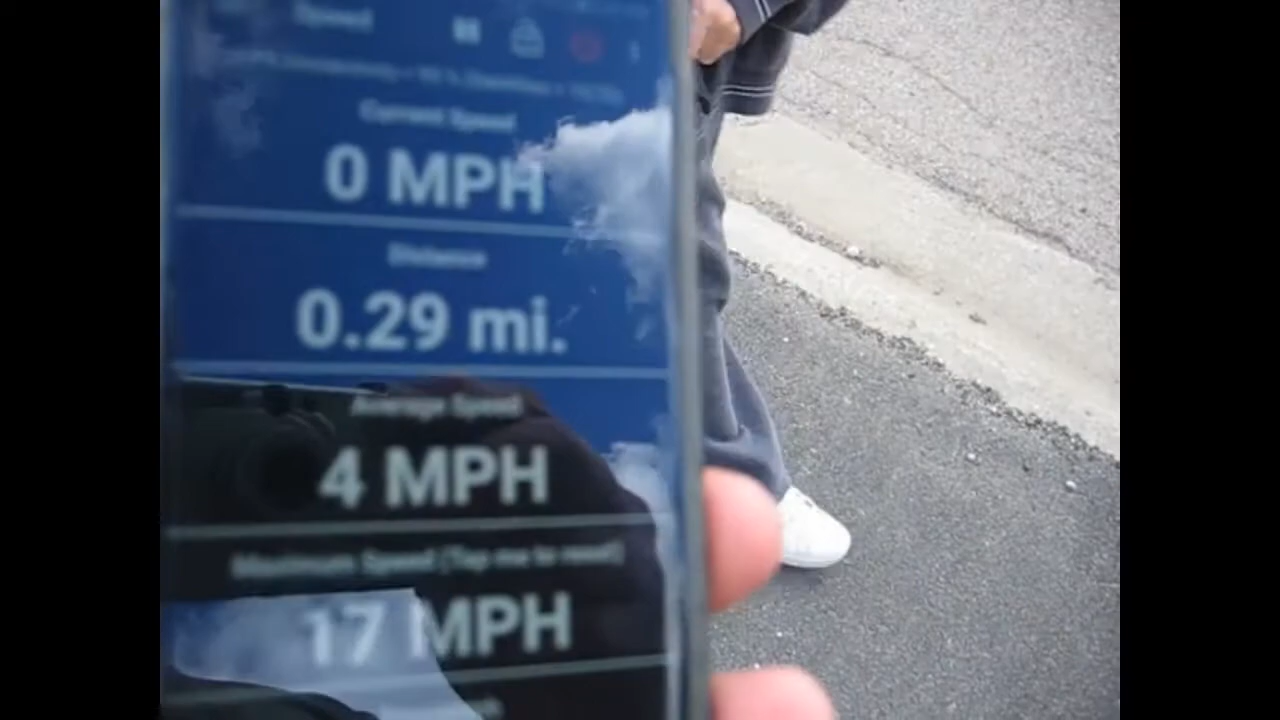 Speed
Current Speed
0 MPH
Distance
0.29 mi.
Average Speed
4 MPH
Maximum Speed (Tap me to reset)
17 MPH